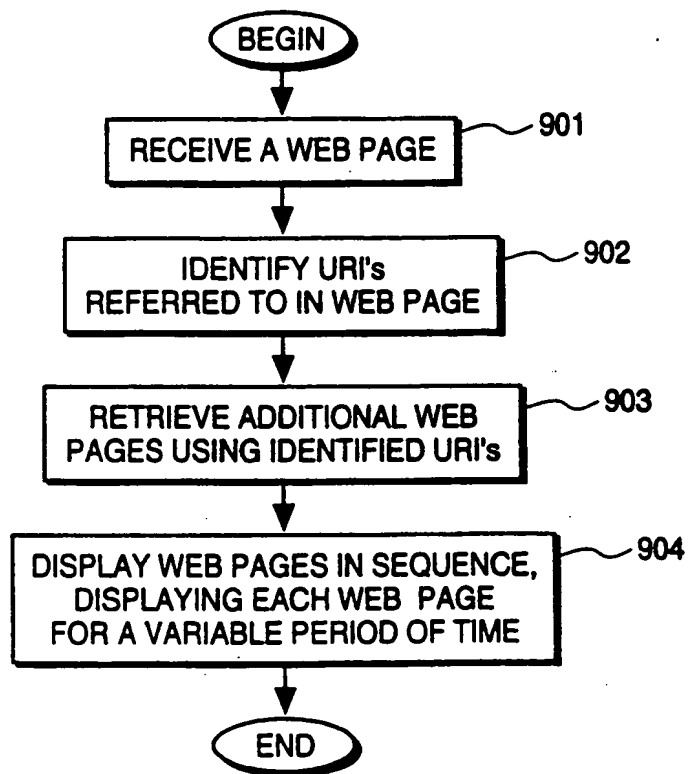 BEGIN
RECEIVE A WEB PAGE
901
IDENTIFY URI's
REFERRED TO IN WEB PAGE
902
RETRIEVE ADDITIONAL WEB
PAGES USING IDENTIFIED URI's
903
DISPLAY WEB PAGES IN SEQUENCE,
DISPLAYING EACH WEB PAGE
FOR A VARIABLE PERIOD OF TIME
904
END